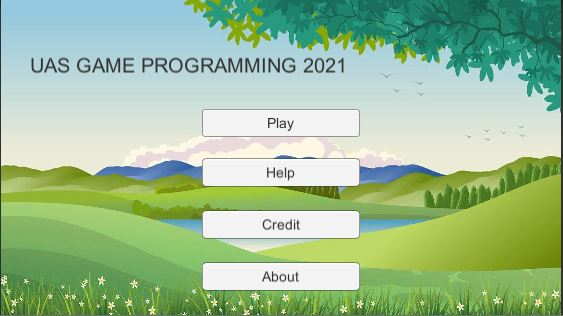 UAS GAME PROGRAMMING 2021
Play
Help
Credit
About